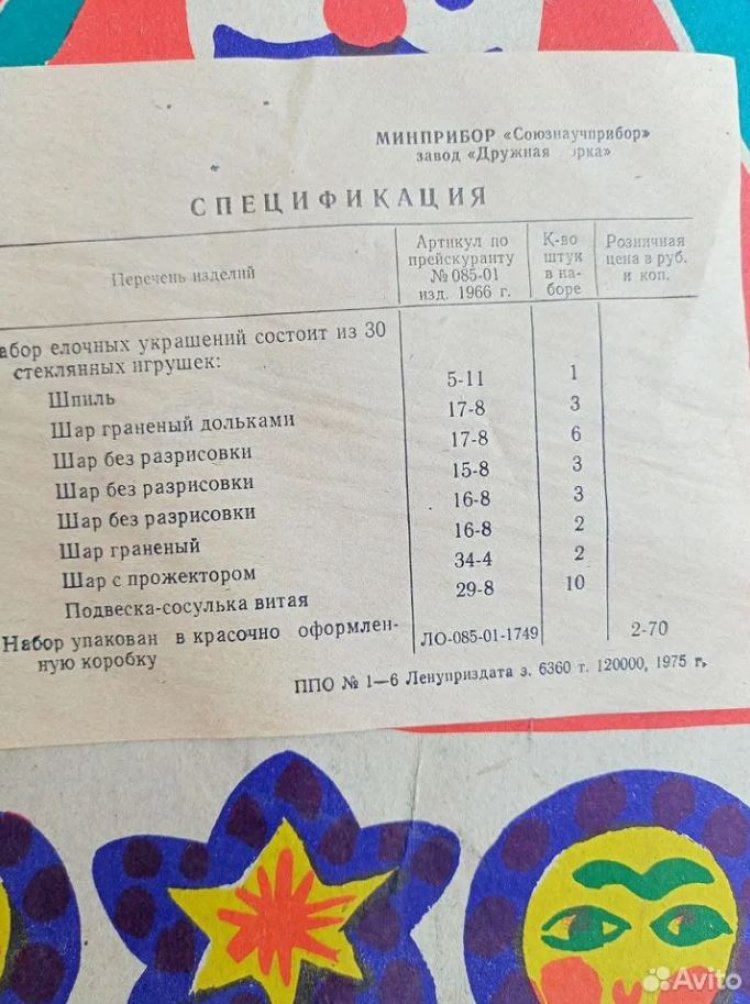 МИНПРИБОР «Союзнаучприбор»
завод «Дружная орка»
СПЕЦИФИКАЦИЯ
Перечень изделий
Артикул по прейскуранту № 085-01 изд. 1966 г.
К-во штук в на-боре
Розничная цена в руб. и коп.
абор елочных украшений состоит из 30
стеклянных игрушек:
Шпиль 5-11 1
Шар граненый дольками 17-8 3
Шар без разрисовки 17-8 6
Шар без разрисовки 15-8 3
Шар без разрисовки 16-8 3
Шар граненый 16-8 2
Шар с прожектором 34-4 2
Подвеска-сосулька витая 29-8 10
Набор упакован в красочно оформлен-
ную коробку ЛО-085-01-1749 2-70
ППО № 1—6 Ленуприздата з. 6360 т. 120000, 1975 г.
Avito